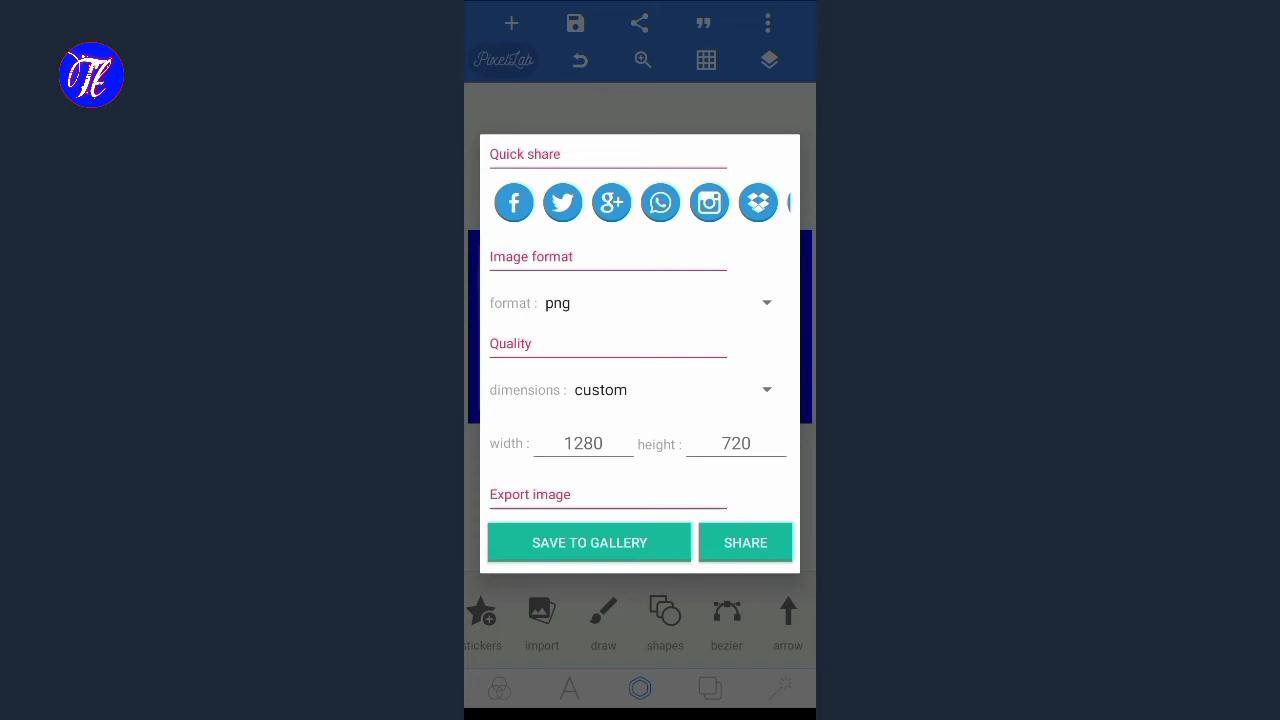 PixelLab
TE
Quick share
Image format
format : png
Quality
dimensions : custom
width : 1280 height : 720
Export image
SAVE TO GALLERY SHARE
stickers import draw shapes bezier arrow